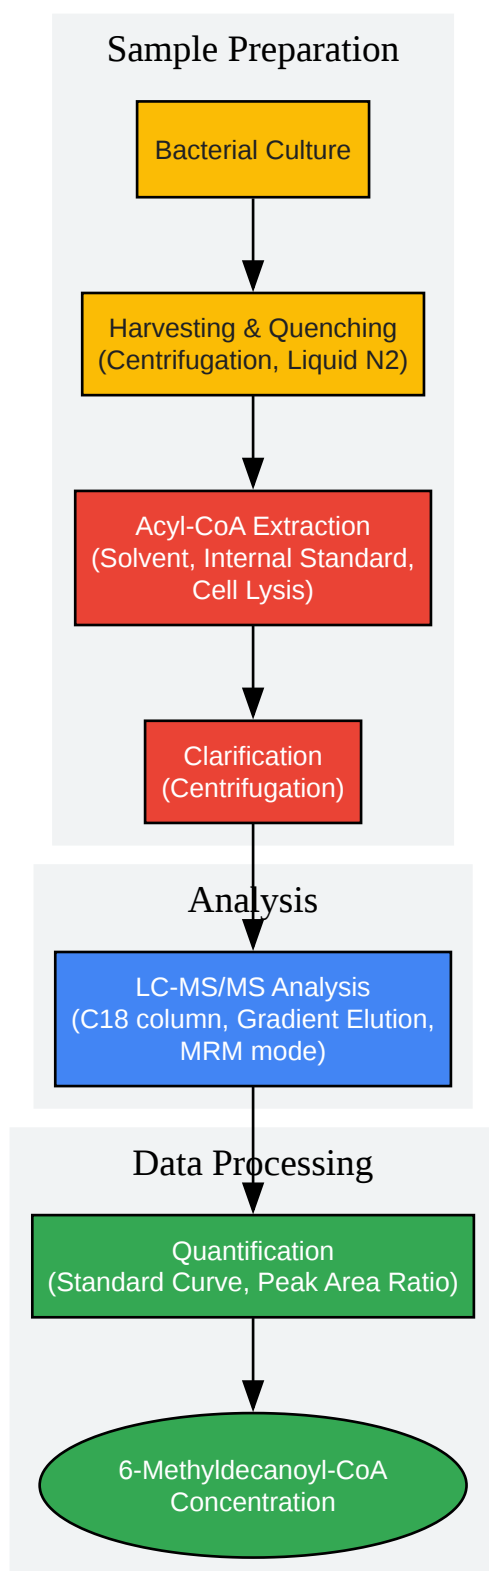 Sample Preparation
Bacterial Culture
Harvesting & Quenching
(Centrifugation, Liquid N2)
Acyl-CoA Extraction
(Solvent, Internal Standard,
Cell Lysis)
Clarification
(Centrifugation)
Analysis
LC-MS/MS Analysis
(C18 column, Gradient Elution,
MRM mode)
Data Processing
Quantification
(Standard Curve, Peak Area Ratio)
6-Methyldecanoyl-CoA
Concentration